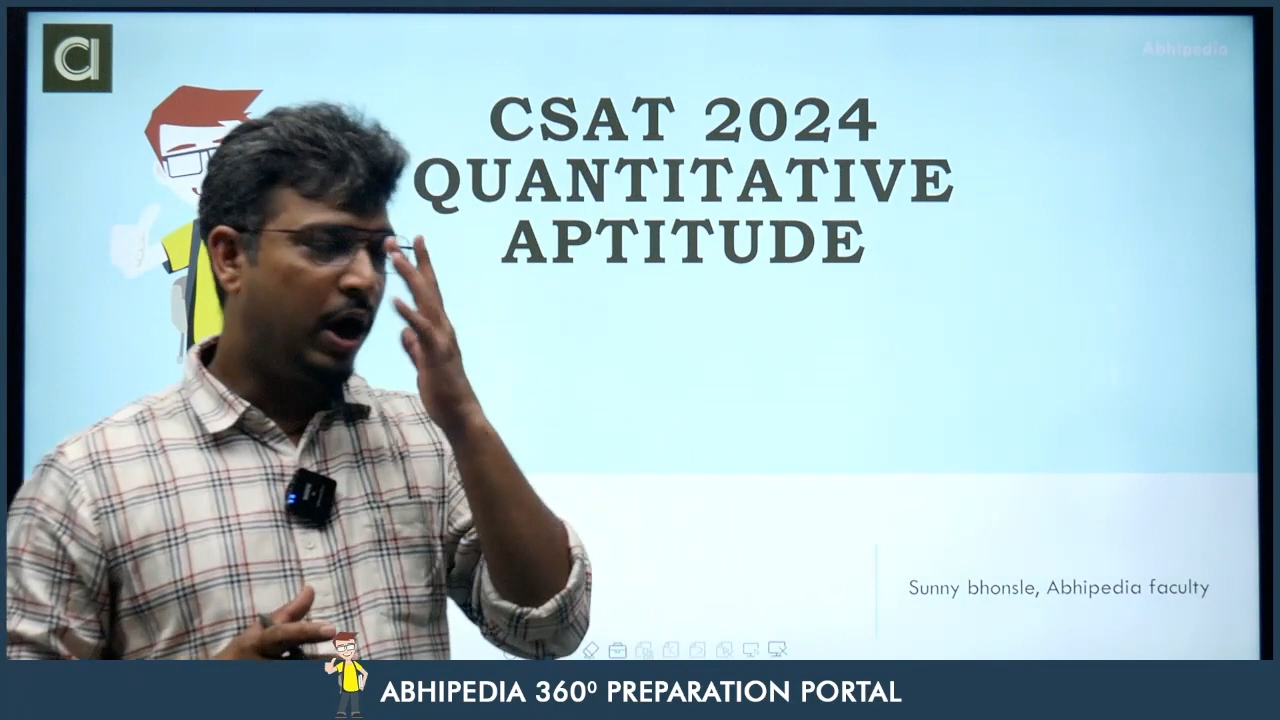 Abhipedia
CSAT 2024
QUANTITATIVE
APTITUDE
Sunny bhonsle, Abhipedia faculty
ABHIPEDIA 360⁰ PREPARATION PORTAL